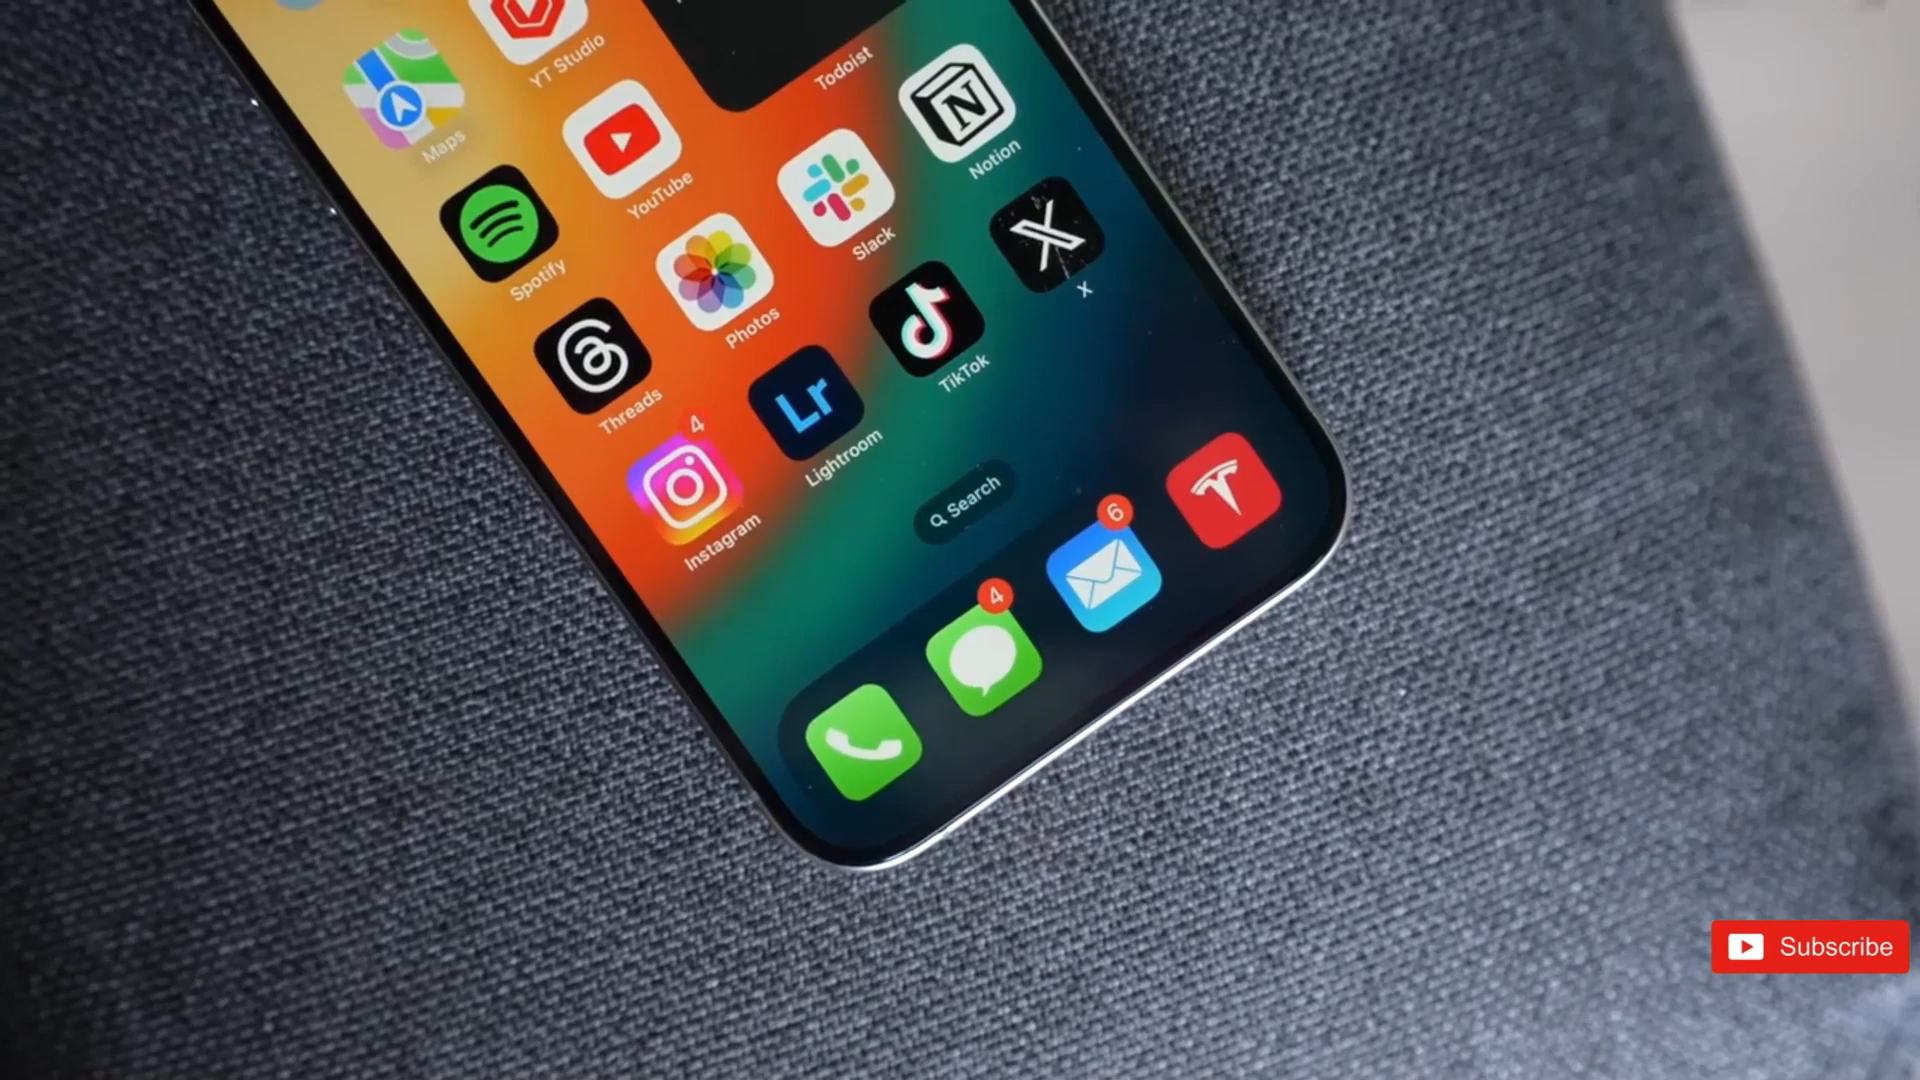 YT Studio
Todoist
Maps
YouTube
Notion
Spotify
Photos
Slack
X
Threads
Lr
Lightroom
TikTok
4
Instagram
Search
4
6
Subscribe